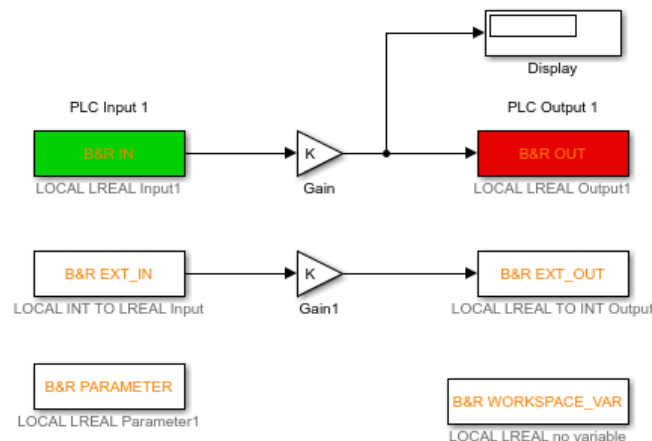 Display
PLC Input 1
PLC Output 1
B&R IN
K
B&R OUT
LOCAL LREAL Input1
Gain
LOCAL LREAL Output1
B&R EXT_IN
K
B&R EXT_OUT
LOCAL INT TO LREAL Input
Gain1
LOCAL LREAL TO INT Output
B&R PARAMETER
LOCAL LREAL Parameter1
B&R WORKSPACE_VAR
LOCAL LREAL no variable